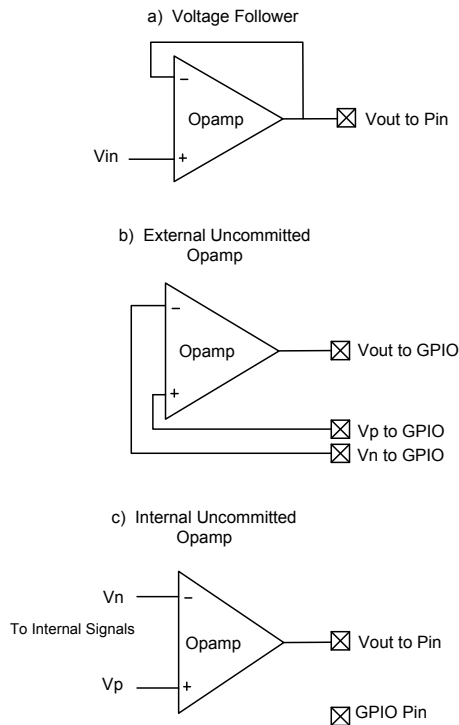 a) Voltage Follower
−
Opamp
Vout to Pin
Vin
+
b) External Uncommitted
Opamp
−
Opamp
Vout to GPIO
+
Vp to GPIO
Vn to GPIO
c) Internal Uncommitted
Opamp
Vn
−
To Internal Signals
Opamp
Vout to Pin
Vp
+
GPIO Pin